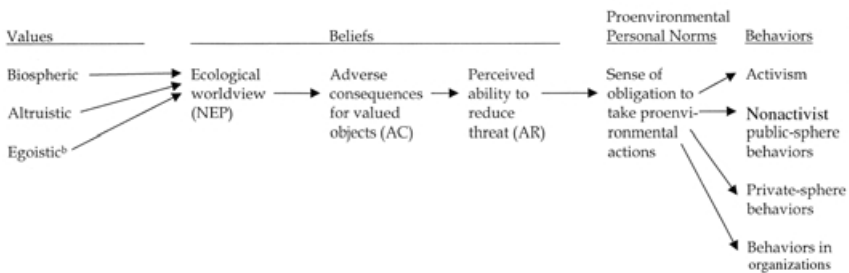 Proenvironmental
Values Beliefs Personal Norms Behaviors
Biospheric
Altruistic
Egoisticᵇ
Ecological
worldview
(NEP)
Adverse
consequences
for valued
objects (AC)
Perceived
ability to
reduce
threat (AR)
Sense of
obligation to
take proenvi-
ronmental
actions
Activism
Nonactivist
public-sphere
behaviors
Private-sphere
behaviors
Behaviors in
organizations